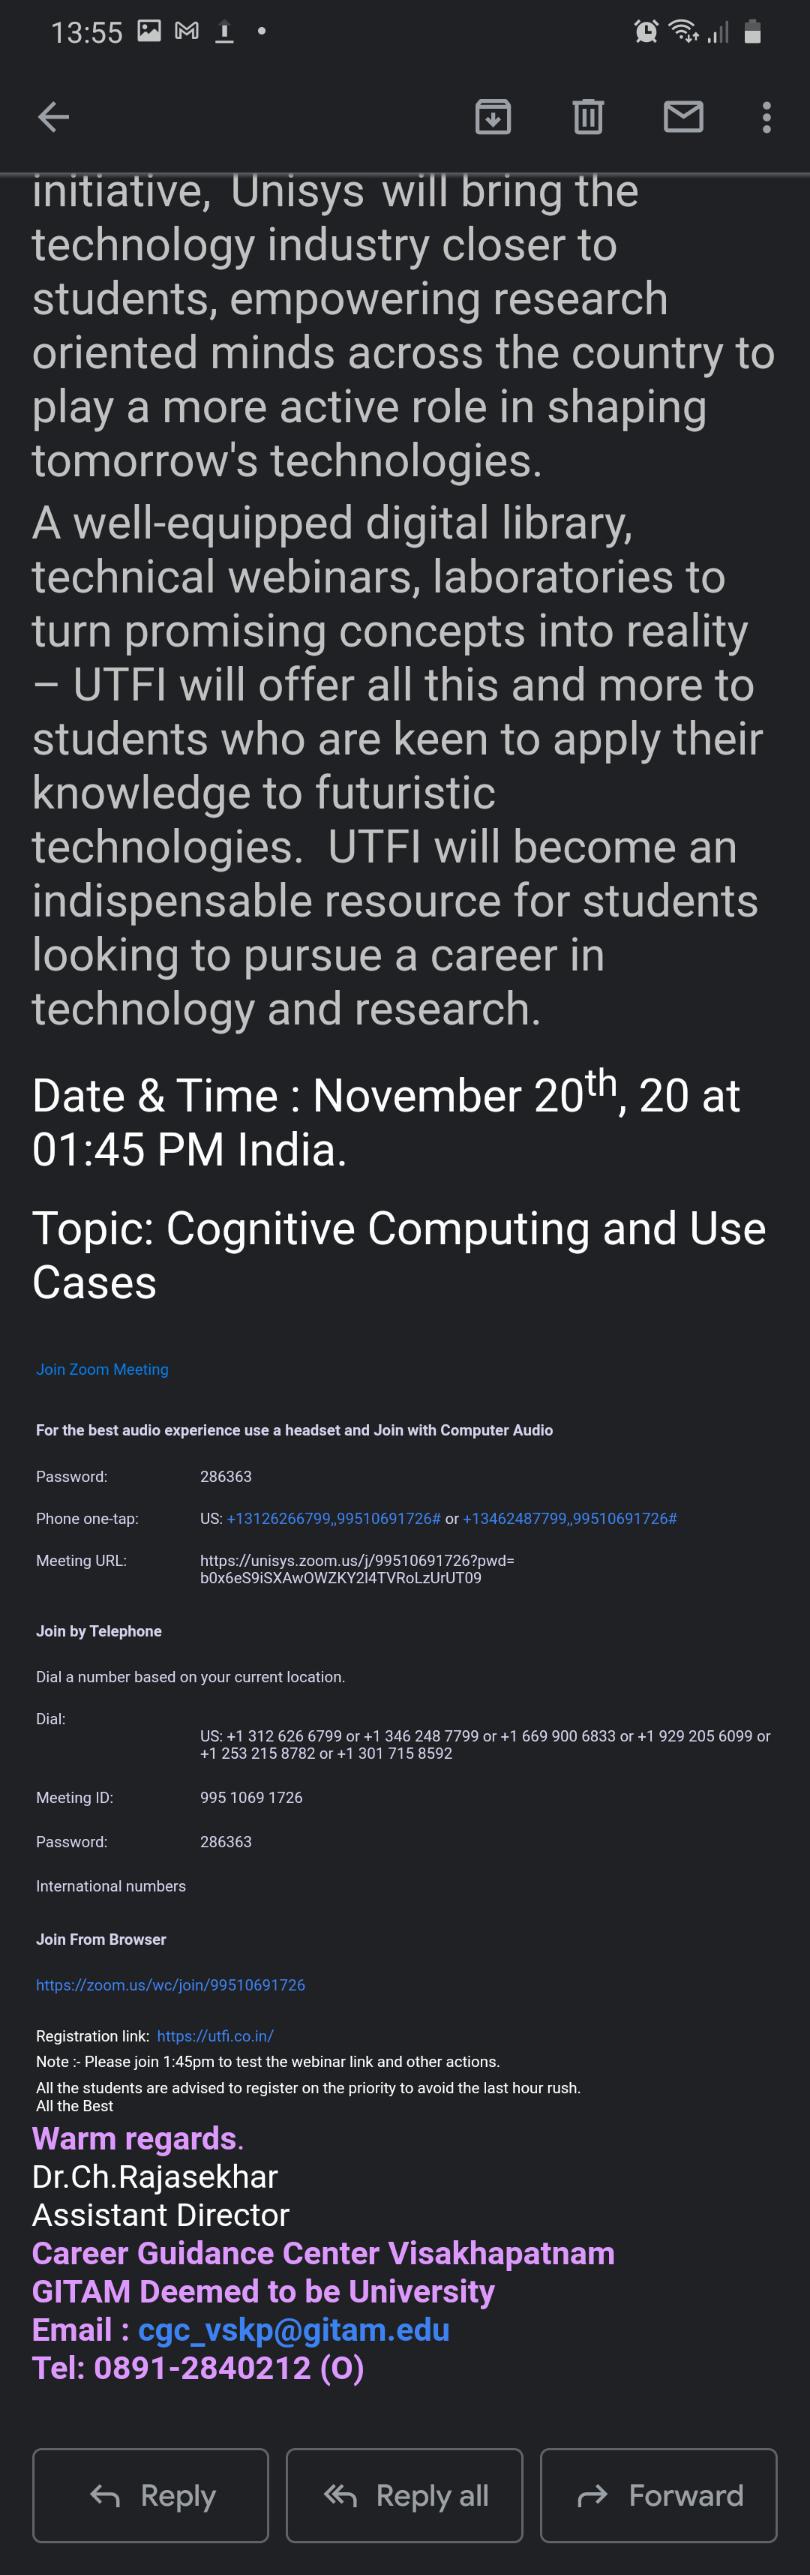 13:55
initiative, Unisys will bring the
technology industry closer to
students, empowering research
oriented minds across the country to
play a more active role in shaping
tomorrow's technologies.
A well-equipped digital library,
technical webinars, laboratories to
turn promising concepts into reality
– UTFI will offer all this and more to
students who are keen to apply their
knowledge to futuristic
technologies. UTFI will become an
indispensable resource for students
looking to pursue a career in
technology and research.
Date & Time : November 20th, 20 at
01:45 PM India.
Topic: Cognitive Computing and Use
Cases
Join Zoom Meeting
For the best audio experience use a headset and Join with Computer Audio
Password: 286363
Phone one-tap: US: +13126266799,,99510691726# or +13462487799,,99510691726#
Meeting URL: https://unisys.zoom.us/j/99510691726?pwd=
b0x6eS9iSXAwOWZKY2l4TVRoLzUrUT09
Join by Telephone
Dial a number based on your current location.
Dial:
US: +1 312 626 6799 or +1 346 248 7799 or +1 669 900 6833 or +1 929 205 6099 or
+1 253 215 8782 or +1 301 715 8592
Meeting ID: 995 1069 1726
Password: 286363
International numbers
Join From Browser
https://zoom.us/wc/join/99510691726
Registration link: https://utfi.co.in/
Note :- Please join 1:45pm to test the webinar link and other actions.
All the students are advised to register on the priority to avoid the last hour rush.
All the Best
Warm regards.
Dr.Ch.Rajasekhar
Assistant Director
Career Guidance Center Visakhapatnam
GITAM Deemed to be University
Email : cgc_vskp@gitam.edu
Tel: 0891-2840212 (O)
Reply Reply all Forward